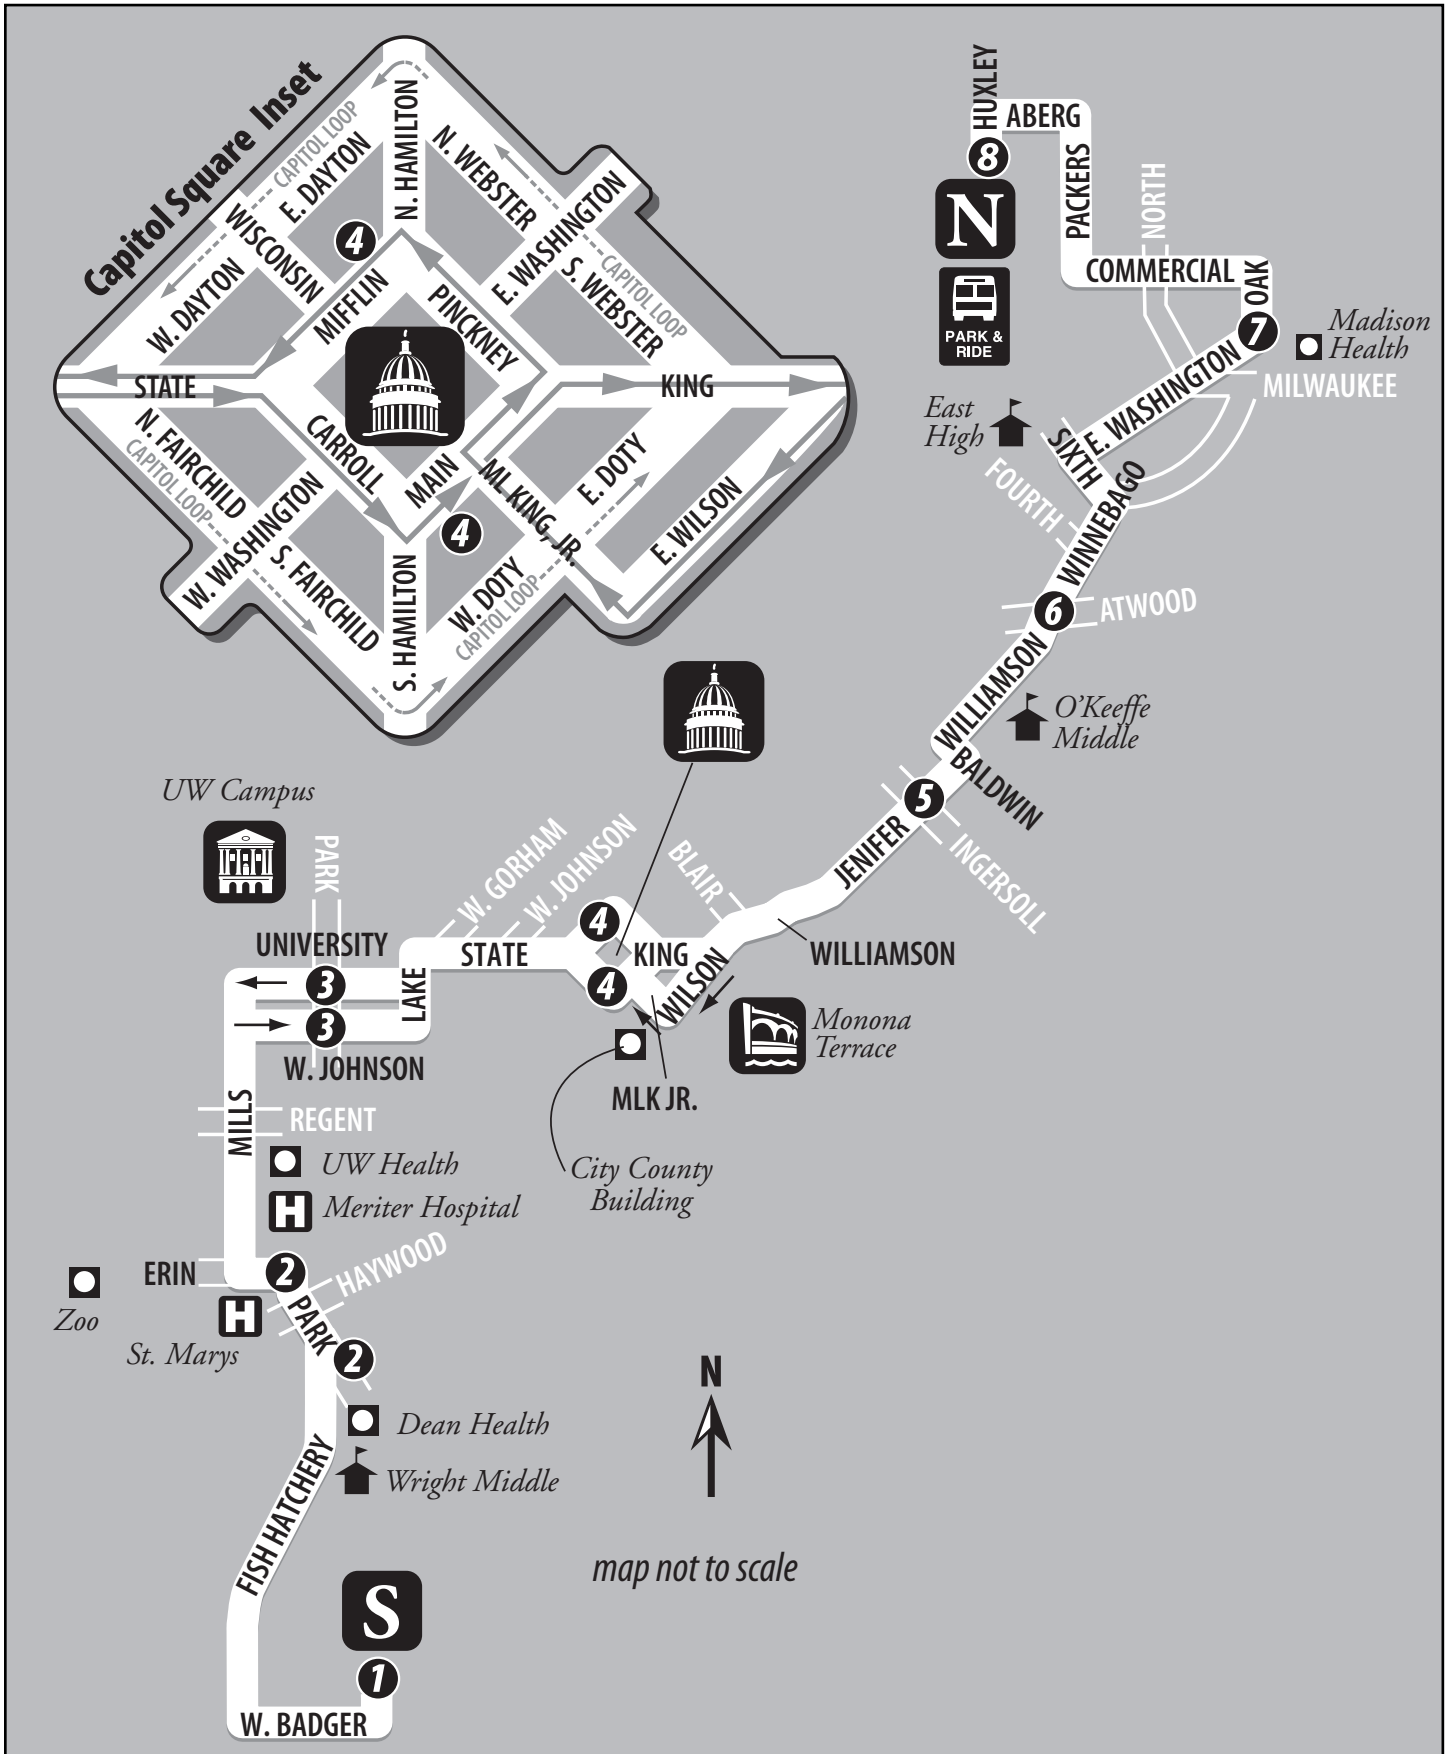 Capitol Square Inset
CAPITOL LOOP
E. DAYTON
N. HAMILTON
N. WEBSTER
E. WASHINGTON
WISCONSIN
4
W. DAYTON
MIFFLIN
PINCKNEY
S. WEBSTER
CAPITOL LOOP
STATE
KING
N. FAIRCHILD
CAPITOL LOOP
CARROLL
MAIN
4
ML KING, JR.
E. DOTY
E. WILSON
W. WASHINGTON
S. FAIRCHILD
S. HAMILTON
W. DOTY
CAPITOL LOOP
HUXLEY
ABERG
8
N
PARK &
RIDE
PACKERS
NORTH
COMMERCIAL
OAK
7
Madison
Health
E. WASHINGTON
MILWAUKEE
East
High
SIXTH
FOURTH
WINNEBAGO
6
ATWOOD
WILLIAMSON
O'Keeffe
Middle
BALDWIN
5
INGERSOLL
JENIFER
UW Campus
PARK
W. GORHAM
W. JOHNSON
BLAIR
4
UNIVERSITY
STATE
KING
WILLIAMSON
3
LAKE
4
WILSON
3
W. JOHNSON
Monona
Terrace
MLK JR.
MILLS
REGENT
UW Health
City County
Building
H
Meriter Hospital
ERIN
2
HAYWOOD
Zoo
H
St. Marys
PARK
2
N
Dean Health
Wright Middle
FISH HATCHERY
map not to scale
S
1
W. BADGER